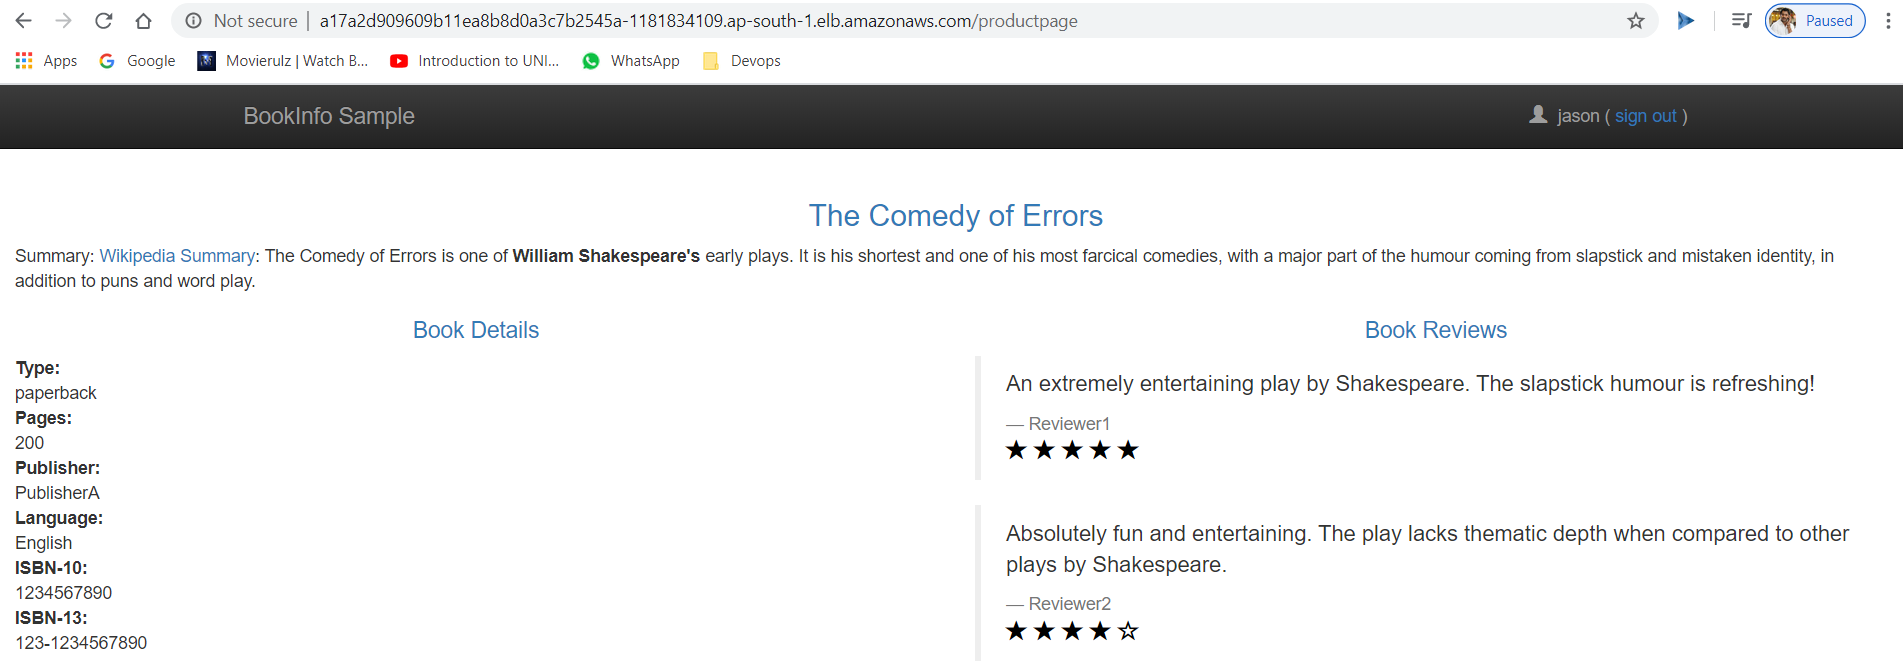 Not secure | a17a2d909609b11ea8b8d0a3c7b2545a-1181834109.ap-south-1.elb.amazonaws.com/productpage
Paused
Apps Google Movierulz | Watch B... Introduction to UNI... WhatsApp Devops
BookInfo Sample
jason ( sign out )
The Comedy of Errors
Summary: Wikipedia Summary: The Comedy of Errors is one of William Shakespeare's early plays. It is his shortest and one of his most farcical comedies, with a major part of the humour coming from slapstick and mistaken identity, in
addition to puns and word play.
Book Details
Type:
paperback
Pages:
200
Publisher:
PublisherA
Language:
English
ISBN-10:
1234567890
ISBN-13:
123-1234567890
Book Reviews
An extremely entertaining play by Shakespeare. The slapstick humour is refreshing!
— Reviewer1
★ ★ ★ ★ ★
Absolutely fun and entertaining. The play lacks thematic depth when compared to other
plays by Shakespeare.
— Reviewer2
★ ★ ★ ★ ☆